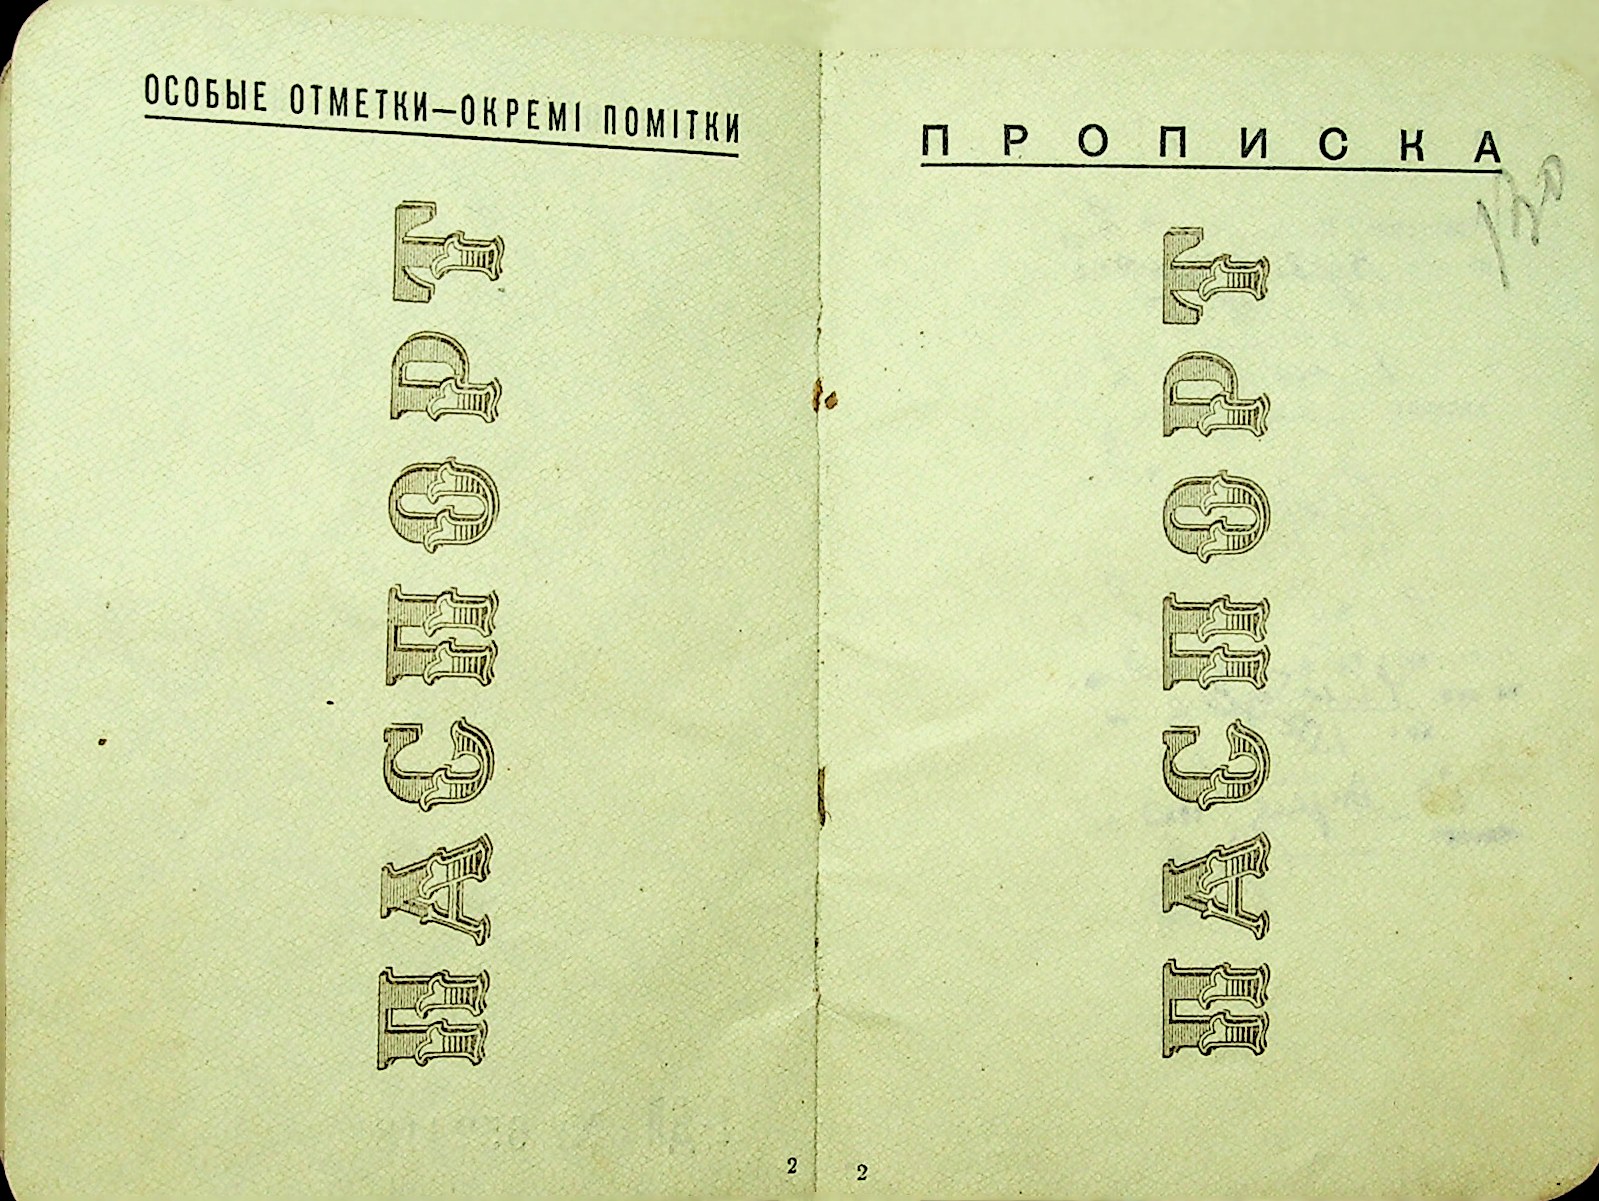 ОСОБЫЕ ОТМЕТКИ—ОКРЕМІ ПОМІТКИ
ПАСПОРТ
2
ПРОПИСКА
ПАСПОРТ
2